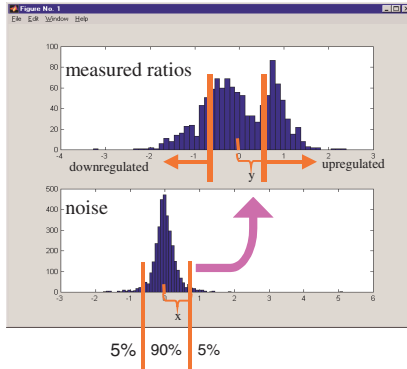 Figure No. 1
File Edit Window Help
measured ratios
100
80
60
40
20
0
-4 -3 -2 -1 0 1 2 3
downregulated
y
upregulated
noise
600
500
400
300
200
100
0
-3 -2 -1 0 1 2 3 4 5 6
x
5% 90% 5%